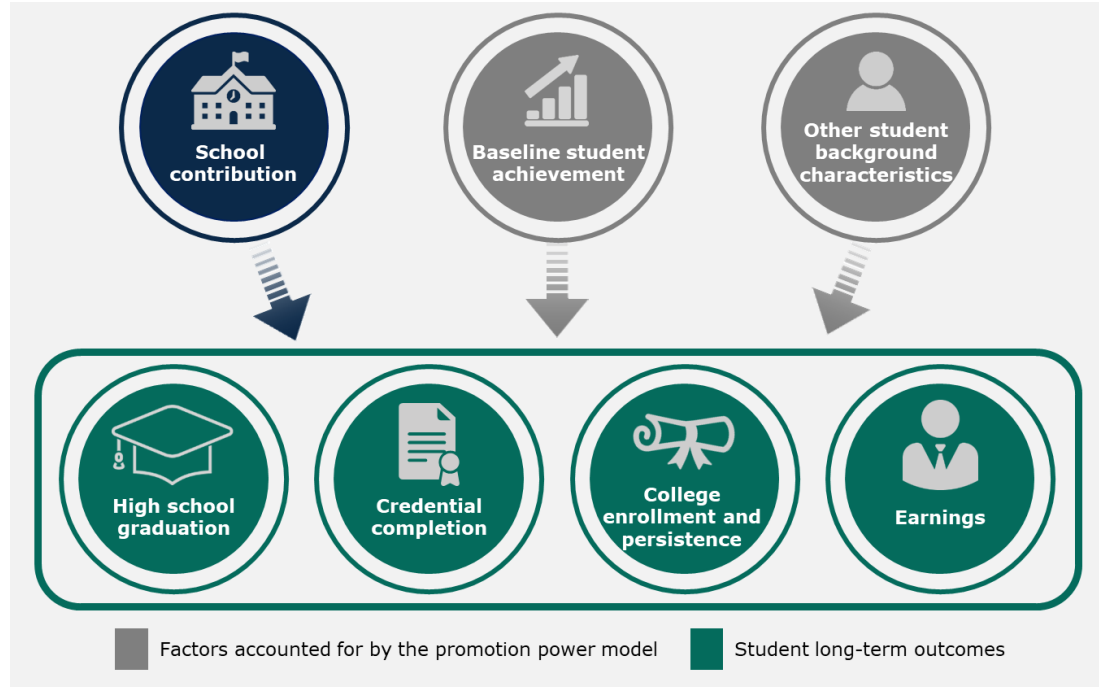 School
contribution
Baseline student
achievement
Other student
background
characteristics
High school
graduation
Credential
completion
College
enrollment and
persistence
Earnings
Factors accounted for by the promotion power model
Student long-term outcomes